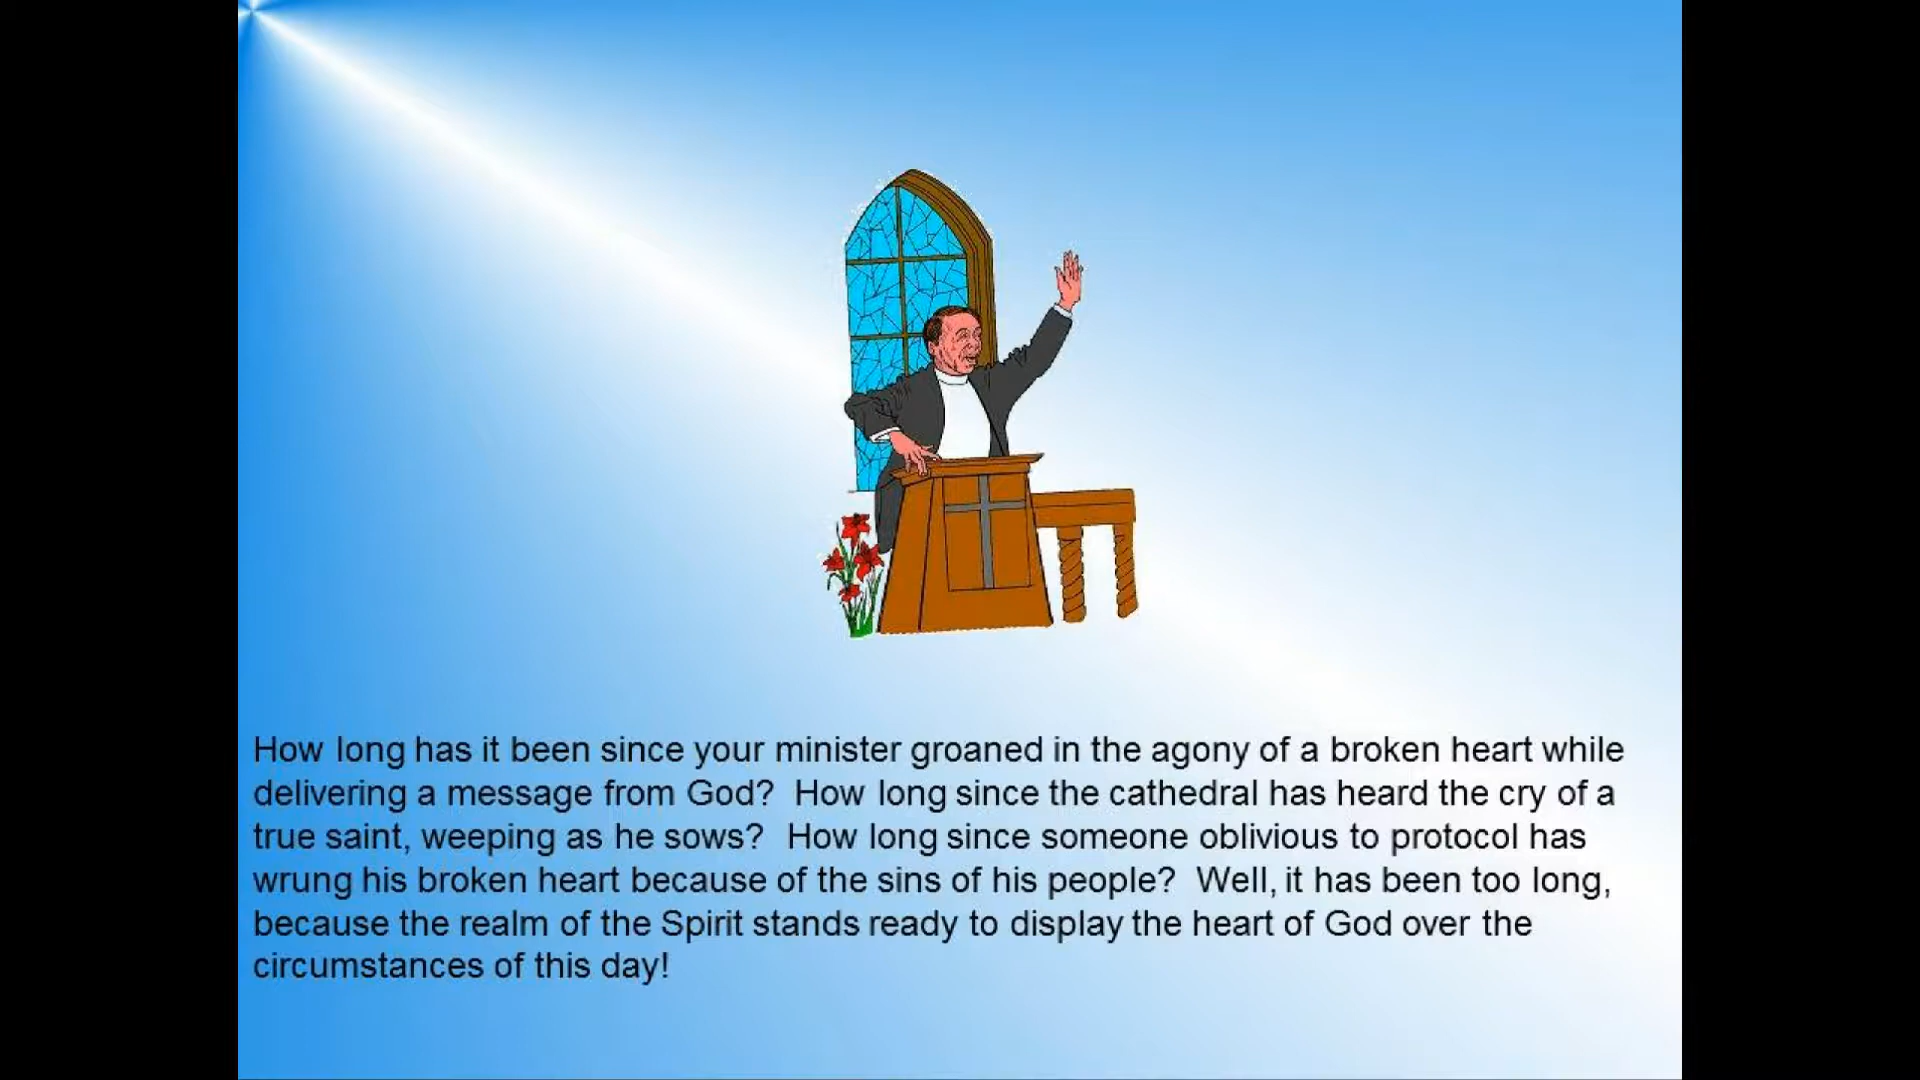 How long has it been since your minister groaned in the agony of a broken heart while
delivering a message from God?  How long since the cathedral has heard the cry of a
true saint, weeping as he sows?  How long since someone oblivious to protocol has
wrung his broken heart because of the sins of his people?  Well, it has been too long,
because the realm of the Spirit stands ready to display the heart of God over the
circumstances of this day!